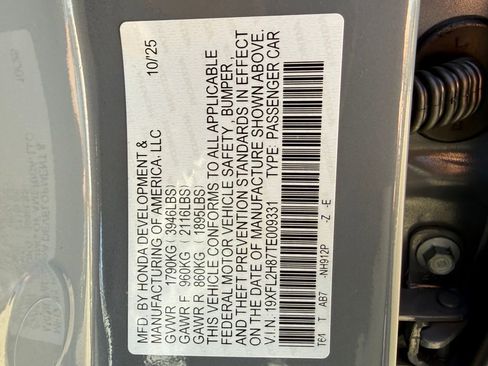 10/'25
MFD. BY HONDA DEVELOPMENT &
MANUFACTURING OF AMERICA, LLC
GVWR 1790KG (3946LBS)
GAWR F 960KG (2116LBS)
GAWR R 860KG (1895LBS)
THIS VEHICLE CONFORMS TO ALL APPLICABLE
FEDERAL MOTOR VEHICLE SAFETY, BUMPER,
AND THEFT PREVENTION STANDARDS IN EFFECT
ON THE DATE OF MANUFACTURE SHOWN ABOVE.
V.I.N. 19XFL2H87TE009331 TYPE: PASSENGER CAR
T61 T AB7 -NH912P -Z -E